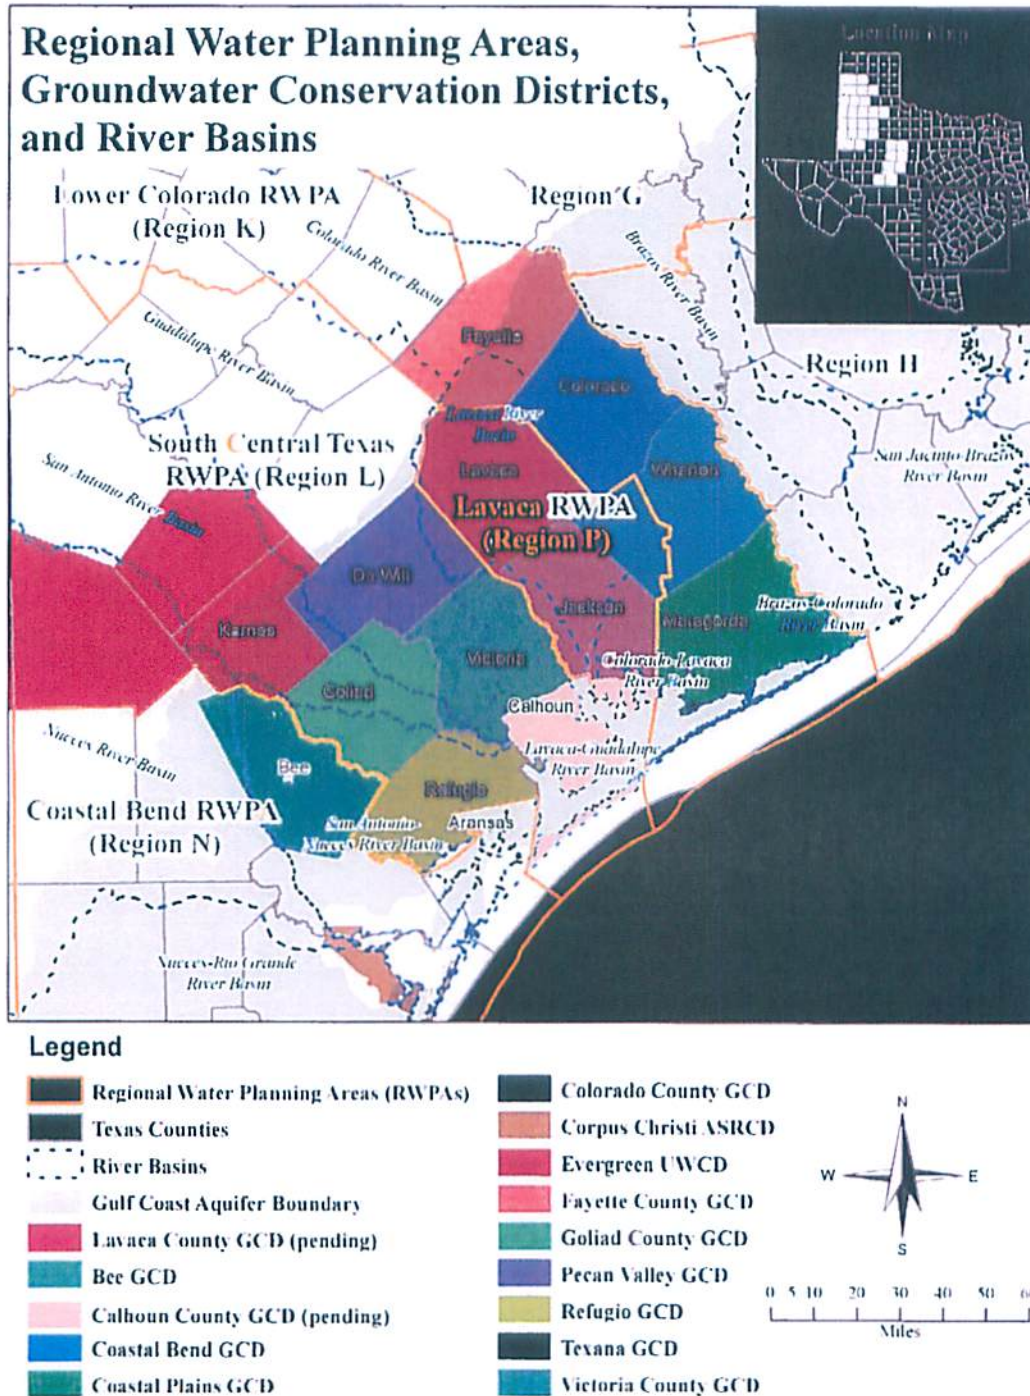 Regional Water Planning Areas,
Groundwater Conservation Districts,
and River Basins
Location Map
Lower Colorado RWPA
(Region K)
Region G
Colorado River Basin
Brazos River
Basin
Guadalupe River Basin
Fayette
Colorado
Region H
Lavaca River
Basin
South Central Texas
RWPA (Region L)
Lavaca
Wharton
San Jacinto-Brazos
River Basin
San Antonio River Basin
Lavaca RWPA
(Region P)
De Witt
Jackson
Matagorda
Brazos-Colorado
River Basin
Karnes
Victoria
Colorado-Lavaca
River Basin
Goliad
Calhoun
Nueces River Basin
Lavaca-Guadalupe
River Basin
Bee
Refugio
Coastal Bend RWPA
(Region N)
San Antonio-
Nueces River Basin
Aransas
Nueces-Rio Grande
River Basin
Legend
Regional Water Planning Areas (RWPAs)
Texas Counties
River Basins
Gulf Coast Aquifer Boundary
Lavaca County GCD (pending)
Bee GCD
Calhoun County GCD (pending)
Coastal Bend GCD
Coastal Plains GCD
Colorado County GCD
Corpus Christi ASRCD
Evergreen UWCD
Fayette County GCD
Goliad County GCD
Pecan Valley GCD
Refugio GCD
Texana GCD
Victoria County GCD
N
W E
S
0 5 10 20 30 40 50
Miles